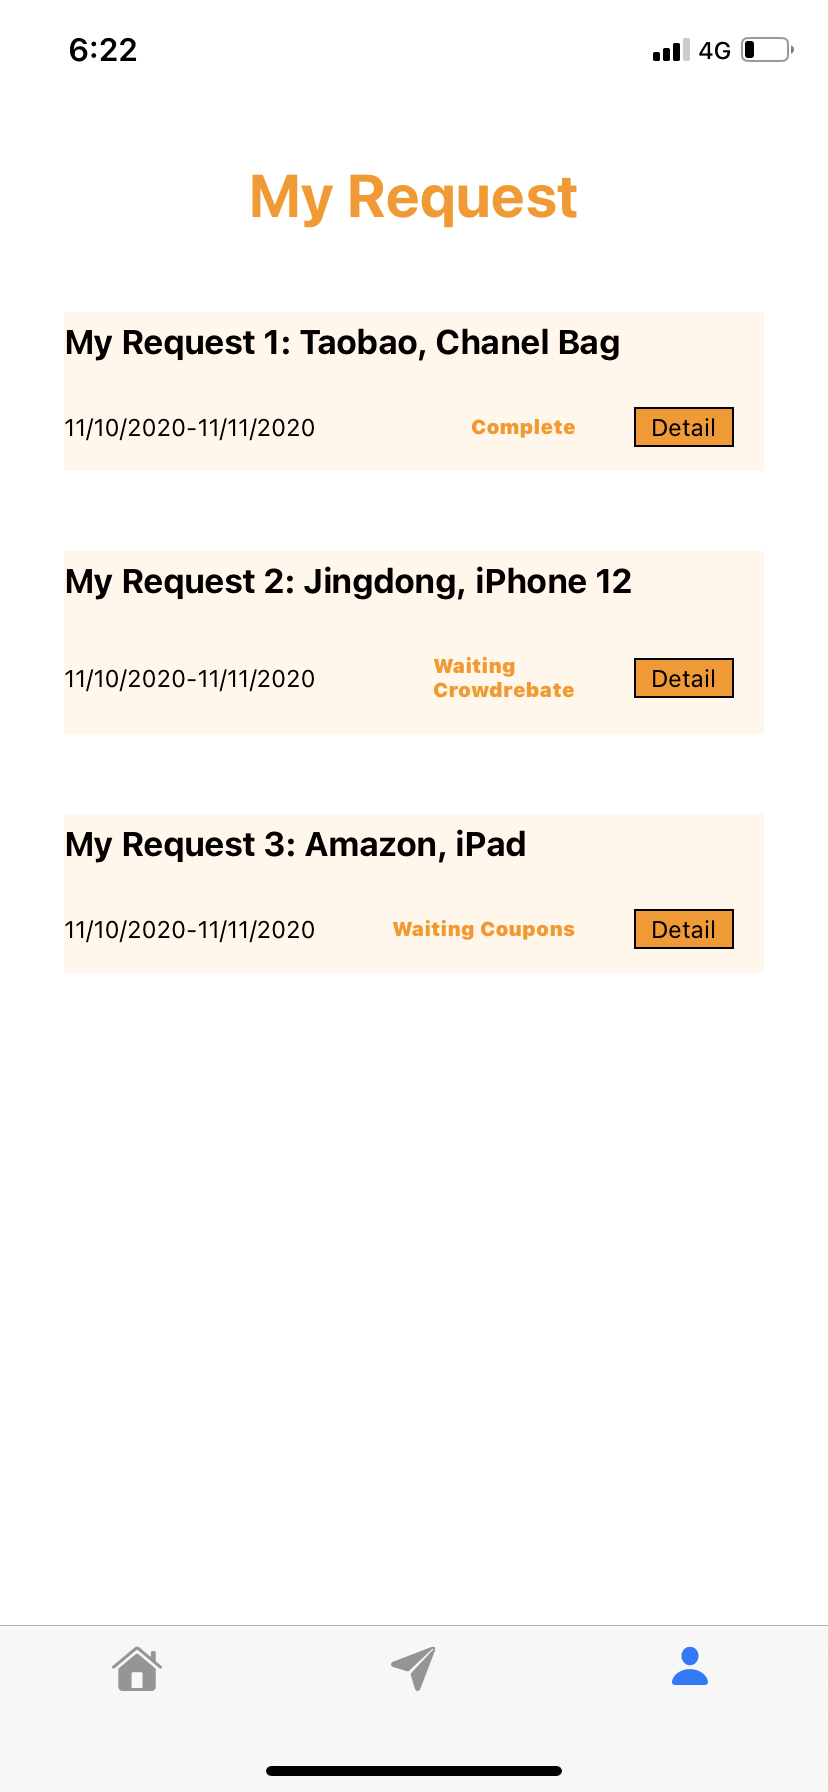 6:22
4G
My Request
My Request 1: Taobao, Chanel Bag
11/10/2020-11/11/2020 Complete Detail
My Request 2: Jingdong, iPhone 12
11/10/2020-11/11/2020 Waiting
Crowdrebate Detail
My Request 3: Amazon, iPad
11/10/2020-11/11/2020 Waiting Coupons Detail